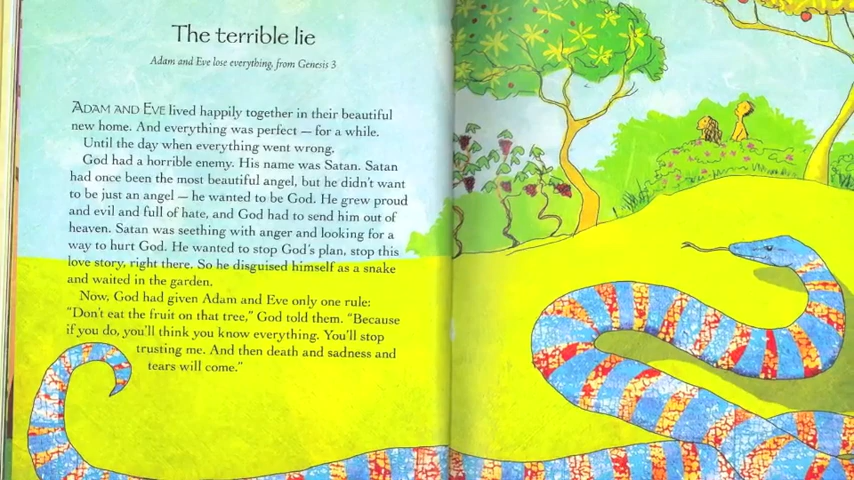 The terrible lie
Adam and Eve lose everything, from Genesis 3
ADAM AND EVE lived happily together in their beautiful
new home. And everything was perfect — for a while.
Until the day when everything went wrong.
God had a horrible enemy. His name was Satan. Satan
had once been the most beautiful angel, but he didn't want
to be just an angel — he wanted to be God. He grew proud
and evil and full of hate, and God had to send him out of
heaven. Satan was seething with anger and looking for a
way to hurt God. He wanted to stop God's plan, stop this
love story, right there. So he disguised himself as a snake
and waited in the garden.
Now, God had given Adam and Eve only one rule:
"Don't eat the fruit on that tree," God told them. "Because
if you do, you'll think you know everything. You'll stop
trusting me. And then death and sadness and
tears will come."